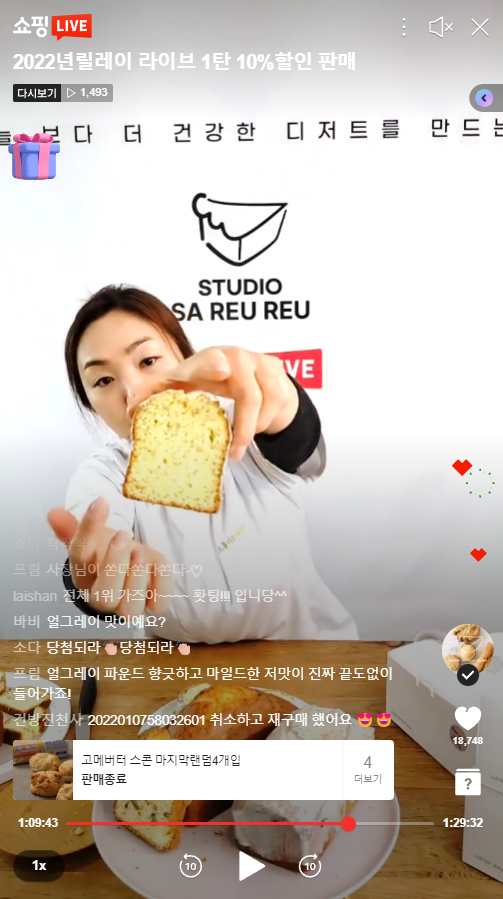 쇼핑 LIVE
2022년릴레이 라이브 1탄 10%할인 판매
다시보기 ▷ 1,493
보다 더 건강한 디저트를 만드는
STUDIO
SA REU REU
LIVE
소다
프림 사장님이 쏜다쏜다쏜다-♡
laishan 전체 1위 가즈아~~~~ 홧팅!!! 입니당^^
바비 얼그레이 맛이예요?
소다 당첨되라👏🏻당첨되라👏🏻
프림 얼그레이 파운드 향긋하고 마일드한 저맛이 진짜 끝도없이
들어가죠!
건방진천사 2022010758032601 취소하고 재구매 했어요 🤩🤩
고메버터 스콘 마지막랜덤4개입
판매종료
4
더보기
18,748
?
1:09:43
1:29:32
1x
10
10